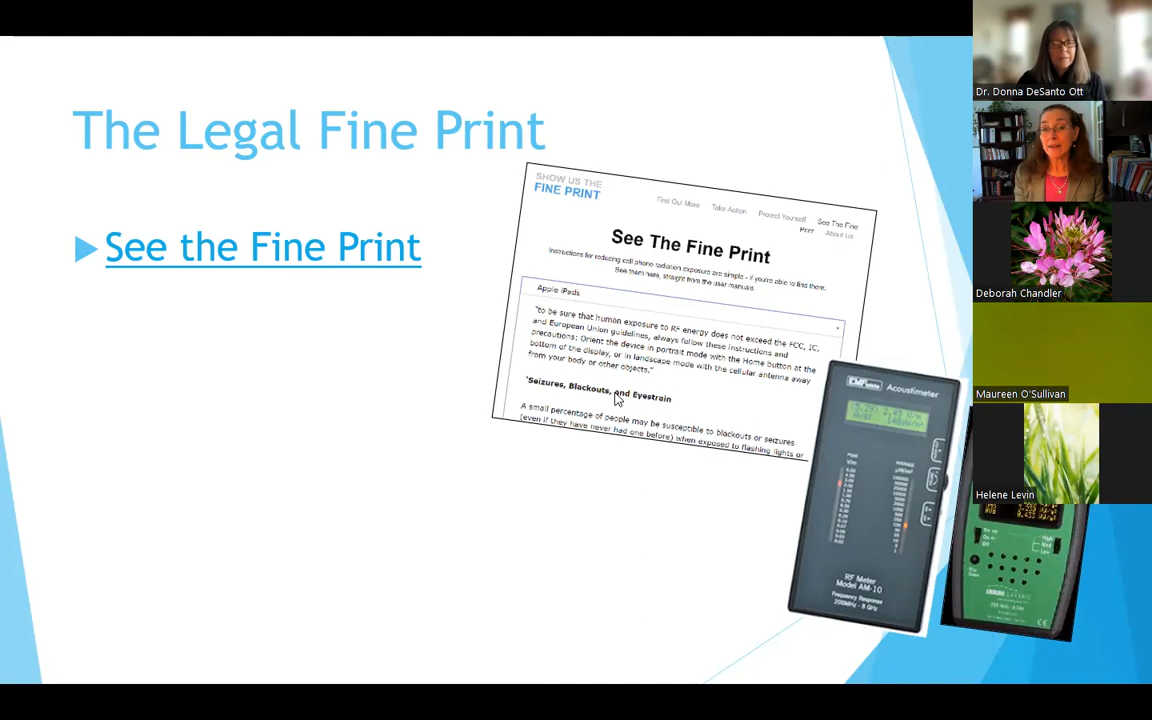 The Legal Fine Print
See the Fine Print
SHOW US THE
FINE PRINT
Find Out More Take Action Protect Yourself See The Fine
Print About Us
See The Fine Print
Instructions for reducing cell phone radiation exposure are simple - if you're able to find them.
See them here, straight from the user manuals.
Apple iPads
"to be sure that human exposure to RF energy does not exceed the FCC, IC,
and European Union guidelines, always follow these instructions and
precautions: Orient the device in portrait mode with the Home button at the
bottom of the display, or in landscape mode with the cellular antenna away
from your body or other objects."
"Seizures, Blackouts, and Eyestrain
A small percentage of people may be susceptible to blackouts or seizures
(even if they have never had one before) when exposed to flashing lights or
Acoustimeter
PEAK
V/m
AVERAGE
RF Meter
Model AM-10
Frequency Response
200MHz - 8 GHz
Dr. Donna DeSanto Ott
Deborah Chandler
Maureen O'Sullivan
Helene Levin